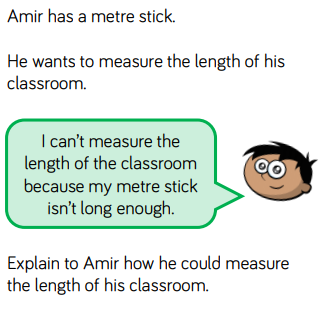 Amir has a metre stick.
He wants to measure the length of his
classroom.
I can’t measure the
length of the classroom
because my metre stick
isn’t long enough.
Explain to Amir how he could measure
the length of his classroom.